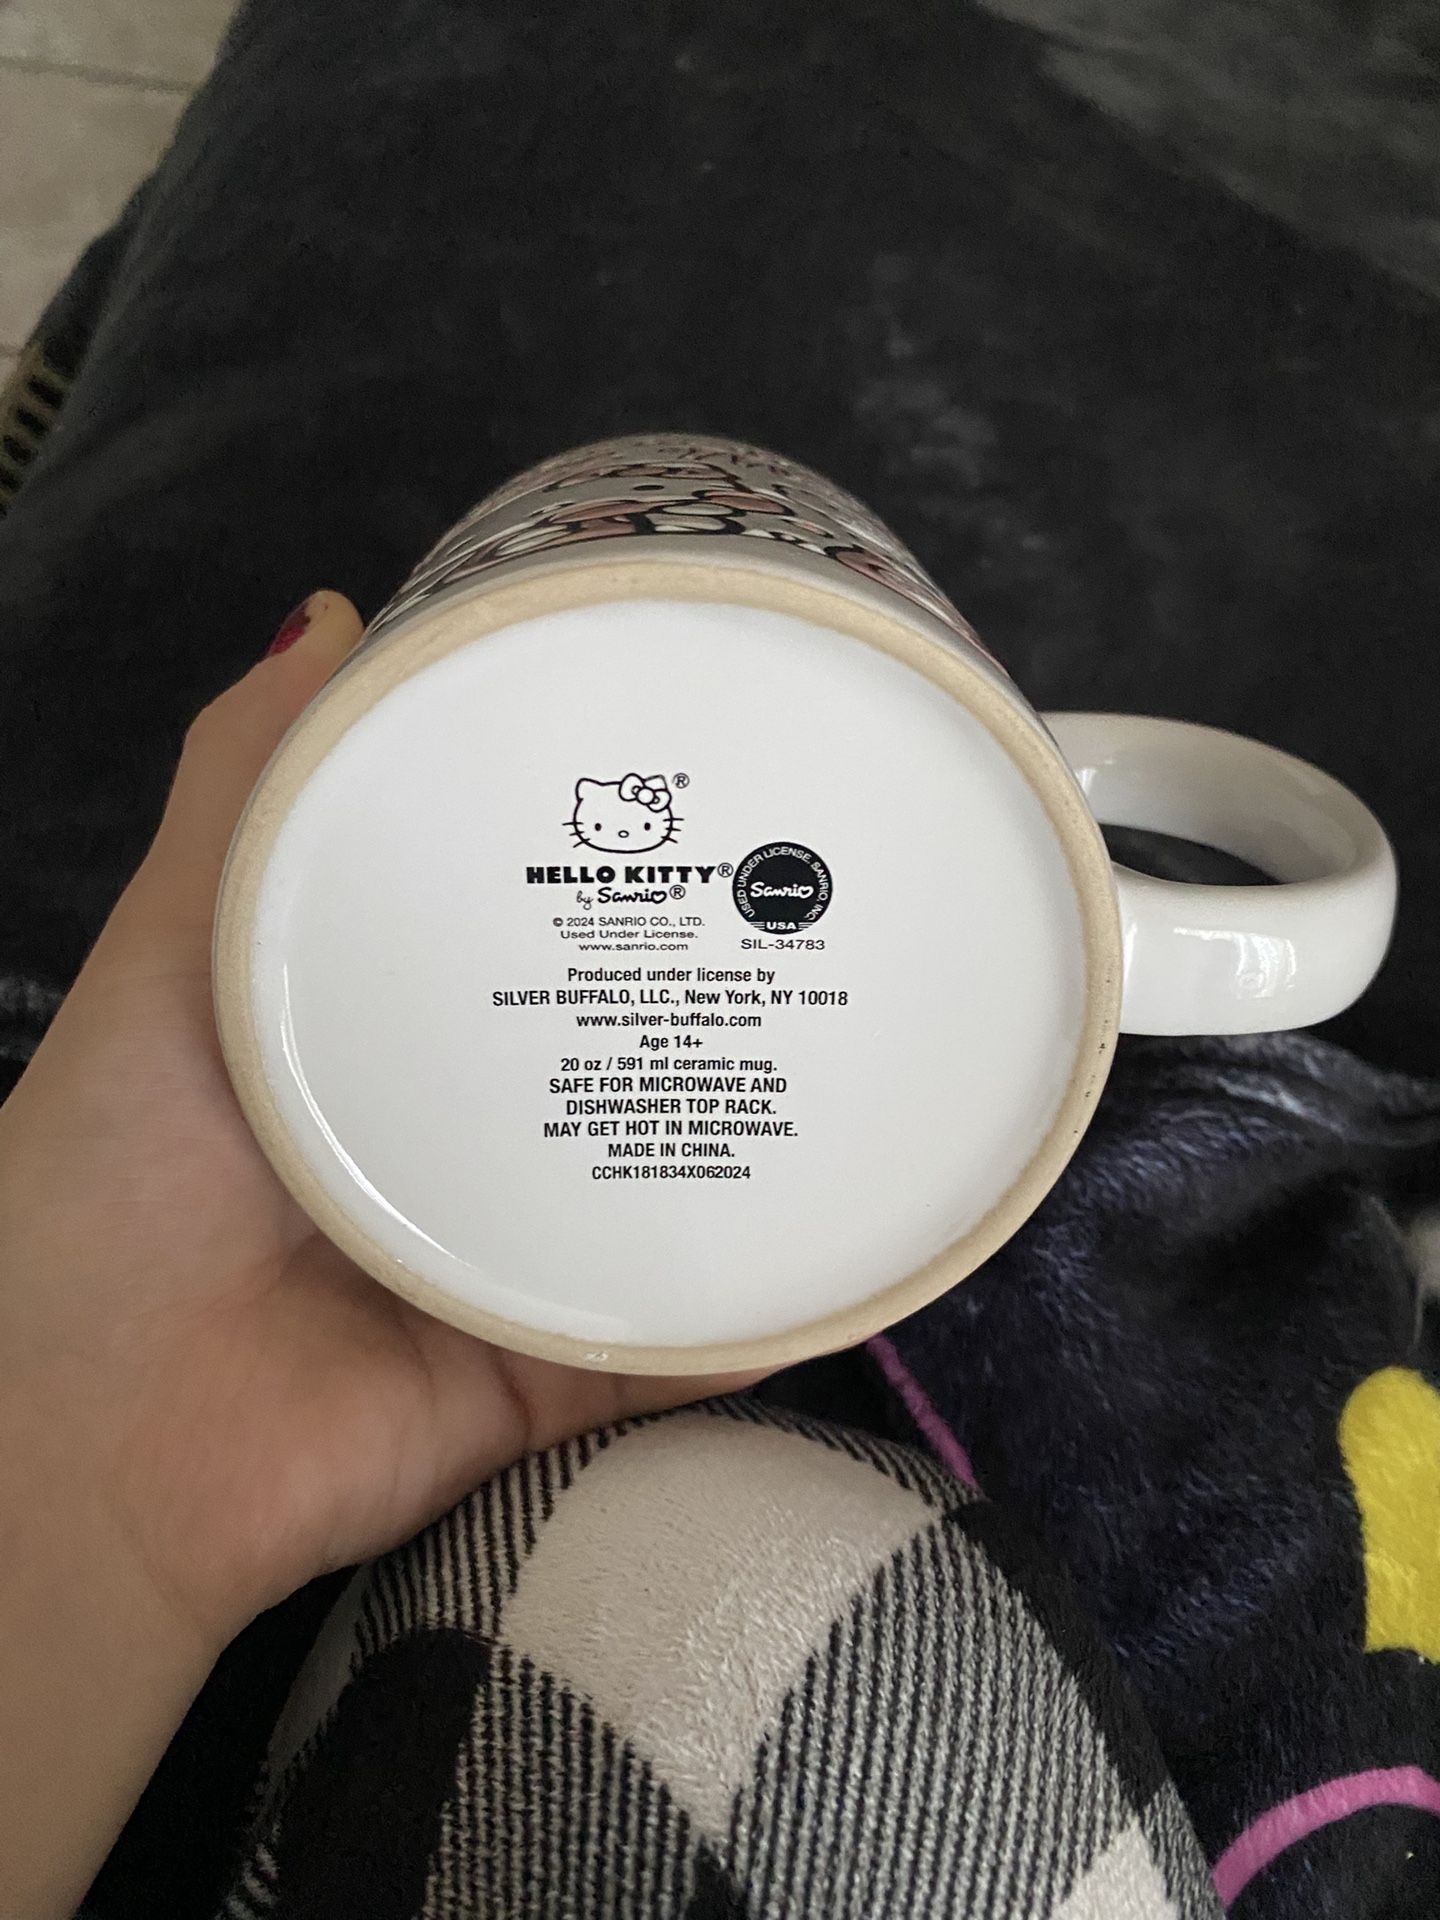 ®
HELLO KITTY®
by Sanrio®
© 2024 SANRIO CO., LTD.
Used Under License.
www.sanrio.com
USED UNDER LICENSE. SANRIO, INC.
Sanrio
USA
SIL-34783
Produced under license by
SILVER BUFFALO, LLC., New York, NY 10018
www.silver-buffalo.com
Age 14+
20 oz / 591 ml ceramic mug.
SAFE FOR MICROWAVE AND
DISHWASHER TOP RACK.
MAY GET HOT IN MICROWAVE.
MADE IN CHINA.
CCHK181834X062024